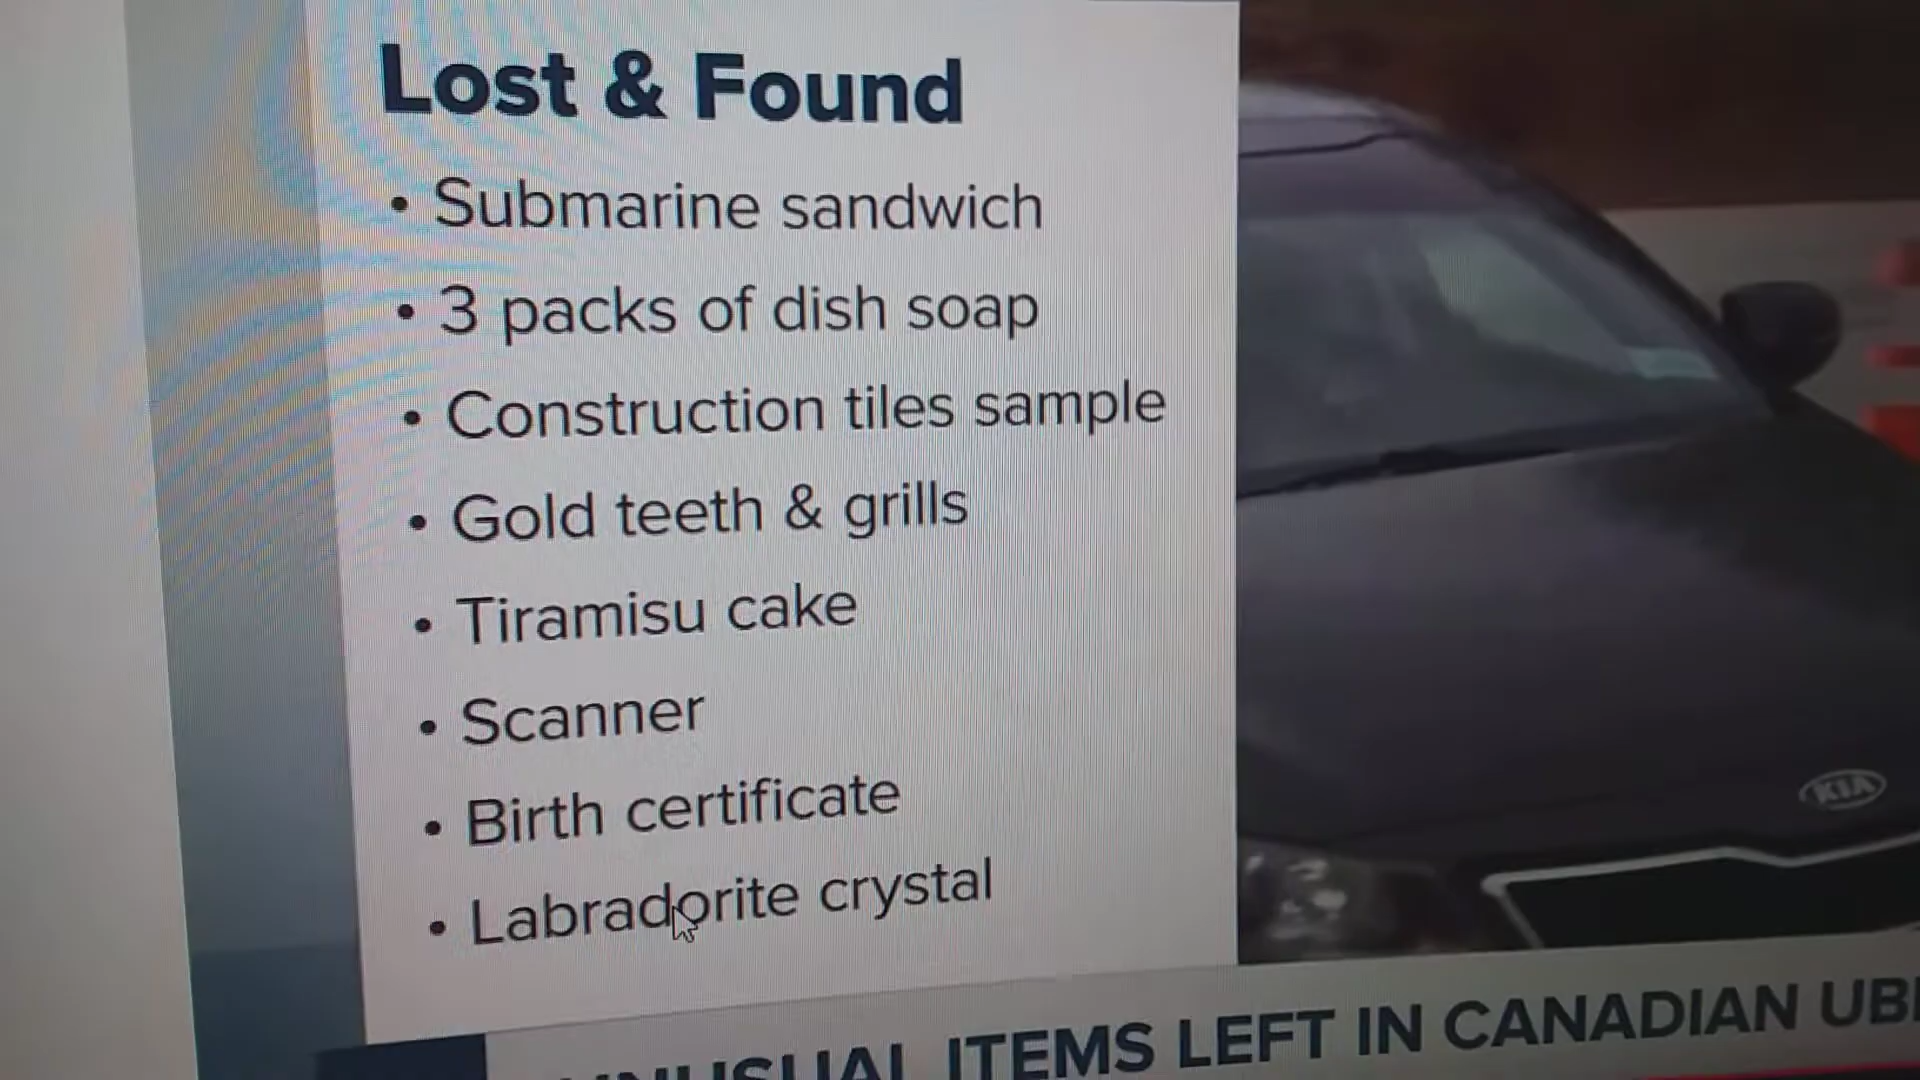 Lost & Found
• Submarine sandwich
• 3 packs of dish soap
• Construction tiles sample
• Gold teeth & grills
• Tiramisu cake
• Scanner
• Birth certificate
• Labradorite crystal
KIA
UNUSUAL ITEMS LEFT IN CANADIAN